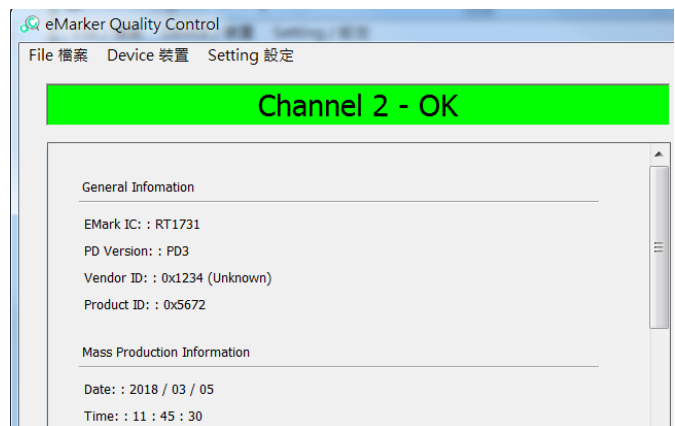 eMarker Quality Control
File 檔案 Device 裝置 Setting 設定
Channel 2 - OK
General Infomation
EMark IC: : RT1731
PD Version: : PD3
Vendor ID: : 0x1234 (Unknown)
Product ID: : 0x5672
Mass Production Information
Date: : 2018 / 03 / 05
Time: : 11 : 45 : 30